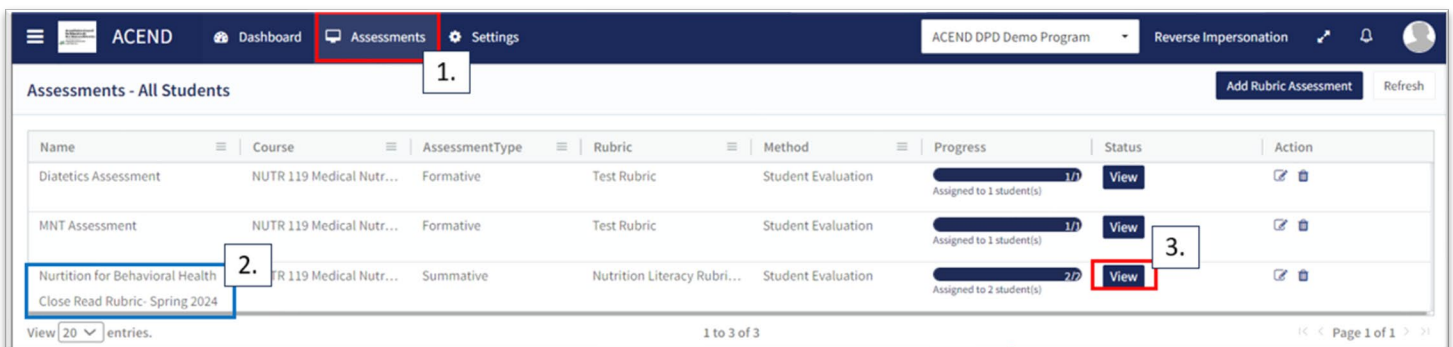 ACEND Dashboard Assessments Settings ACEND DPD Demo Program Reverse Impersonation
1.
Assessments - All Students Add Rubric Assessment Refresh
Name Course AssessmentType Rubric Method Progress Status Action
Diatetics Assessment NUTR 119 Medical Nutr... Formative Test Rubric Student Evaluation 1/1 View
Assigned to 1 student(s)
MNT Assessment NUTR 119 Medical Nutr... Formative Test Rubric Student Evaluation 1/1 View
Assigned to 1 student(s)
2.
3.
Nurtition for Behavioral Health TR 119 Medical Nutr... Summative Nutrition Literacy Rubri... Student Evaluation 2/2 View
Assigned to 2 student(s)
Close Read Rubric- Spring 2024
View 20 entries. 1 to 3 of 3 Page 1 of 1